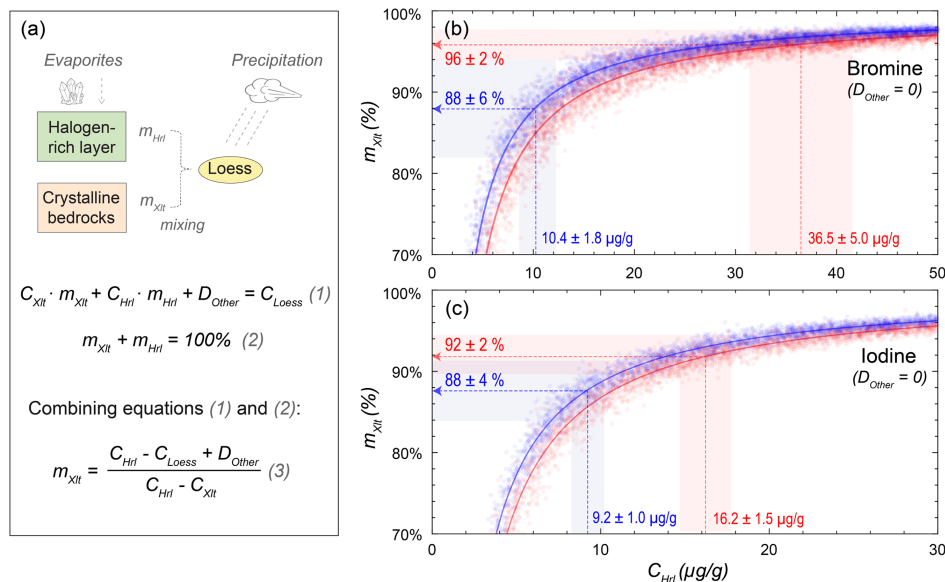 (a)
Evaporites
Precipitation
Halogen-
rich layer
m_Hrl
Loess
Crystalline
bedrocks
m_Xlt
mixing
C_Xlt · m_Xlt + C_Hrl · m_Hrl + D_Other = C_Loess (1)
m_Xlt + m_Hrl = 100% (2)
Combining equations (1) and (2):
m_Xlt = (C_Hrl - C_Loess + D_Other) / (C_Hrl - C_Xlt) (3)
(b)
100%
90%
80%
70%
m_Xlt (%)
96 ± 2 %
88 ± 6 %
Bromine
(D_Other = 0)
10.4 ± 1.8 µg/g
36.5 ± 5.0 µg/g
0 10 20 30 40 50
(c)
100%
90%
80%
70%
m_Xlt (%)
92 ± 2 %
88 ± 4 %
Iodine
(D_Other = 0)
9.2 ± 1.0 µg/g
16.2 ± 1.5 µg/g
0 10 20 30
C_Hrl (µg/g)